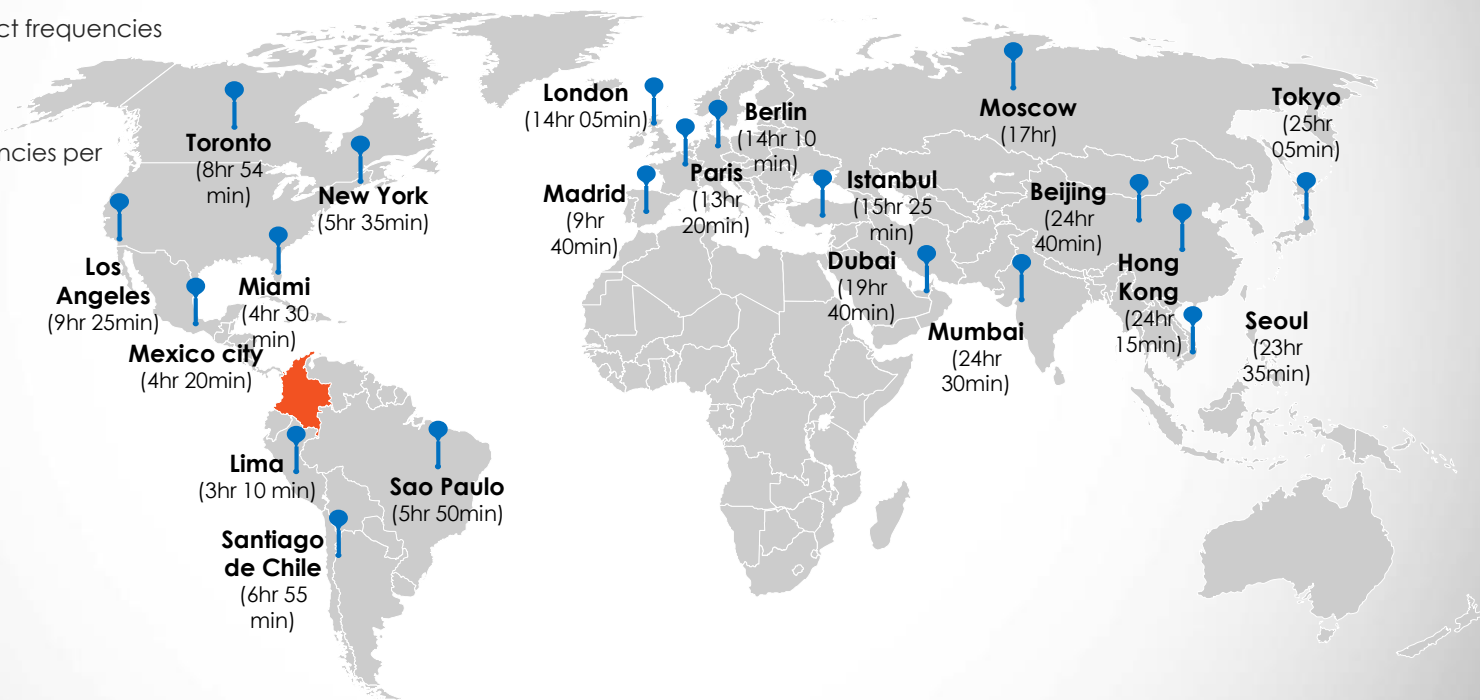 ct frequencies
ncies per
Toronto
(8hr 54
min)
New York
(5hr 35min)
Los
Angeles
(9hr 25min)
Miami
(4hr 30
min)
Mexico city
(4hr 20min)
Lima
(3hr 10 min)
Sao Paulo
(5hr 50min)
Santiago
de Chile
(6hr 55
min)
London
(14hr 05min)
Berlin
(14hr 10
min)
Madrid
(9hr
40min)
Paris
(13hr
20min)
Istanbul
(15hr 25
min)
Moscow
(17hr)
Dubai
(19hr
40min)
Mumbai
(24hr
30min)
Beijing
(24hr
40min)
Hong
Kong
(24hr
15min)
Tokyo
(25hr
05min)
Seoul
(23hr
35min)